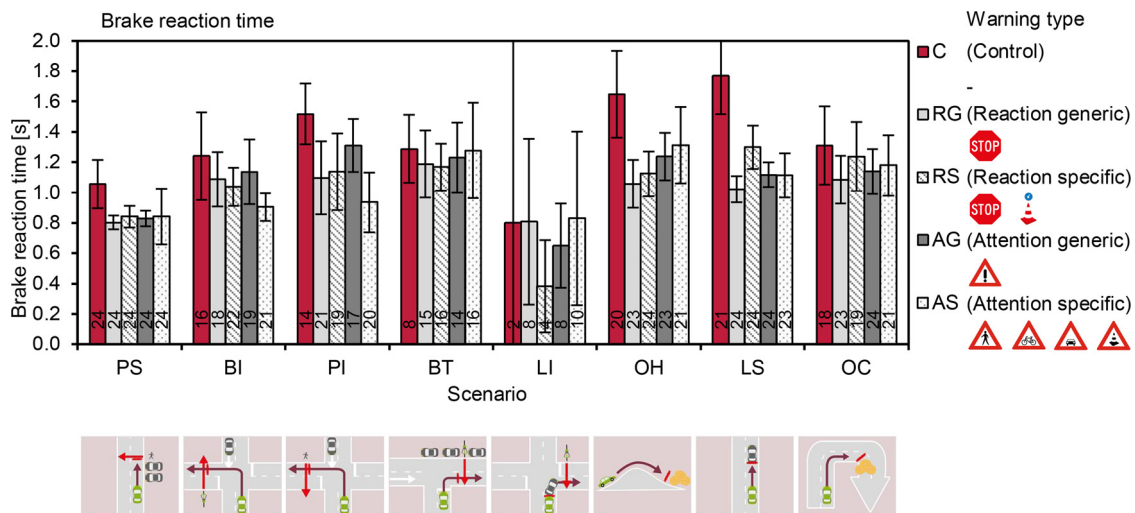 Brake reaction time
Brake reaction time [s]
2.0
1.8
1.6
1.4
1.2
1.0
0.8
0.6
0.4
0.2
0.0
24 24 24 24 24
16 18 22 19 21
14 21 19 17 20
8 15 16 14 16
2 8 14 8 10
20 23 24 23 21
21 24 24 24 23
18 23 24 24 21
PS BI PI BT LI OH LS OC
Scenario
Warning type
C (Control)
-
RG (Reaction generic)
STOP
RS (Reaction specific)
STOP
AG (Attention generic)
!
AS (Attention specific)